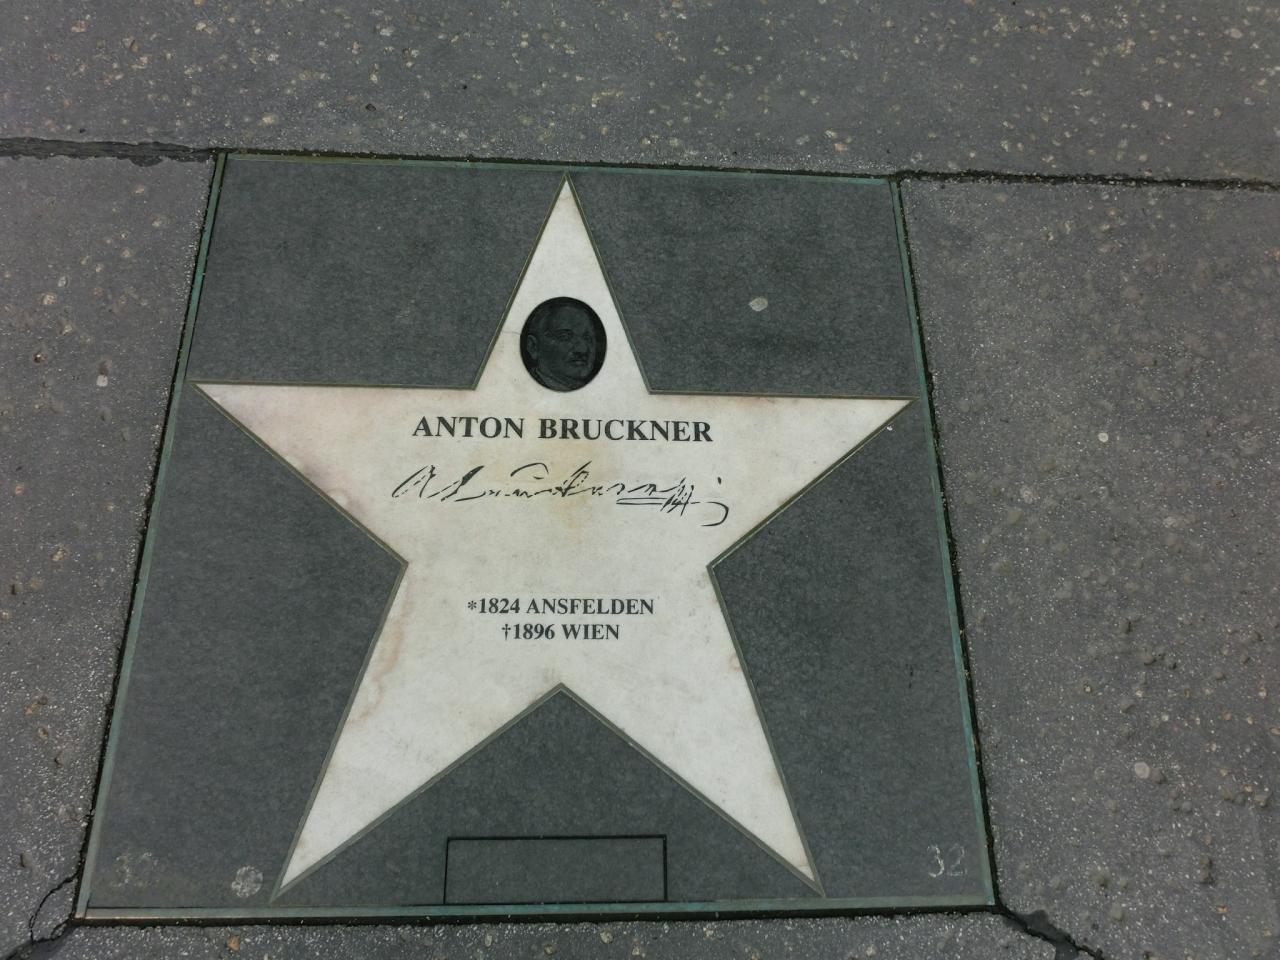 ANTON BRUCKNER
*1824 ANSFELDEN
†1896 WIEN
32